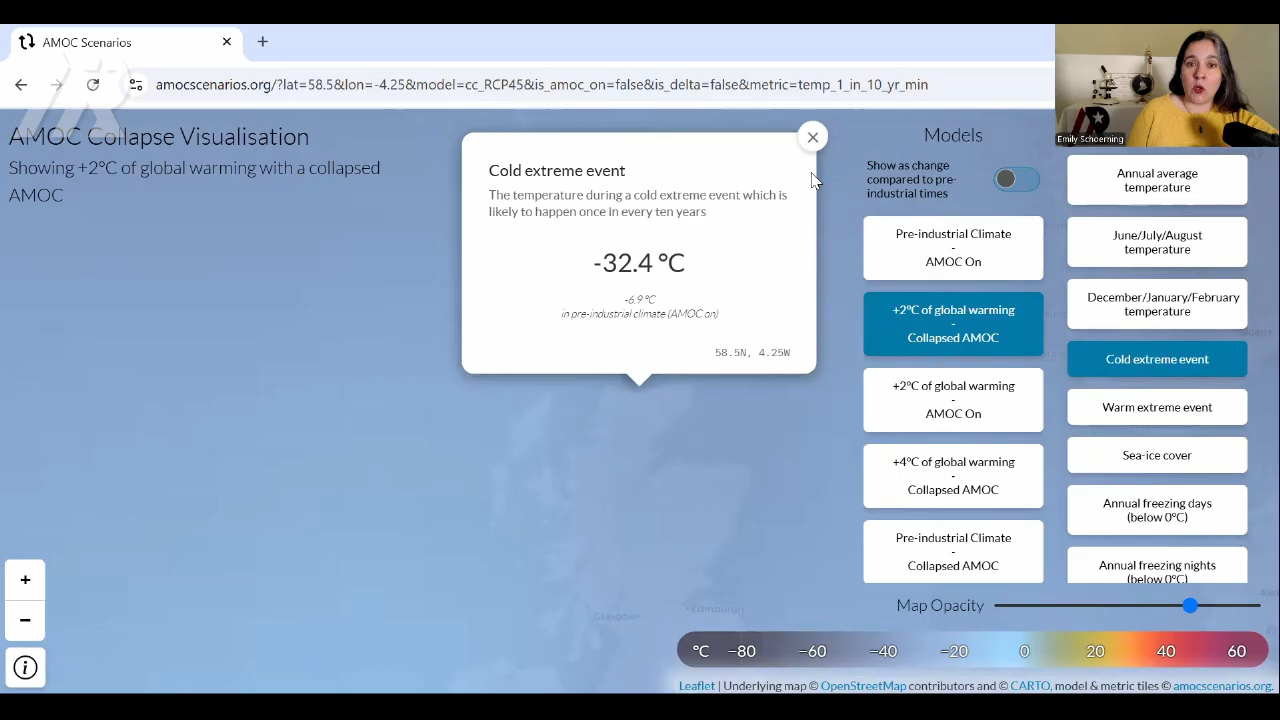 AMOC Scenarios
amocscenarios.org/?lat=58.5&lon=-4.25&model=cc_RCP45&is_amoc_on=false&is_delta=false&metric=temp_1_in_10_yr_min
Emily Schoerning
AMOC Collapse Visualisation
Showing +2°C of global warming with a collapsed
AMOC
Cold extreme event
The temperature during a cold extreme event which is
likely to happen once in every ten years
-32.4 °C
-6.9 °C
in pre-industrial climate (AMOC on)
58.5N, 4.25W
Models
Show as change
compared to pre-
industrial times
Pre-industrial Climate
-
AMOC On
+2°C of global warming
-
Collapsed AMOC
+2°C of global warming
-
AMOC On
+4°C of global warming
-
Collapsed AMOC
Pre-industrial Climate
-
Collapsed AMOC
Annual average
temperature
June/July/August
temperature
December/January/February
temperature
Cold extreme event
Warm extreme event
Sea-ice cover
Annual freezing days
(below 0°C)
Annual freezing nights
(below 0°C)
Glasgow
Edinburgh
Map Opacity
°C −80 −60 −40 −20 0 20 40 60
Leaflet | Underlying map © OpenStreetMap contributors and © CARTO, model & metric tiles © amocscenarios.org.